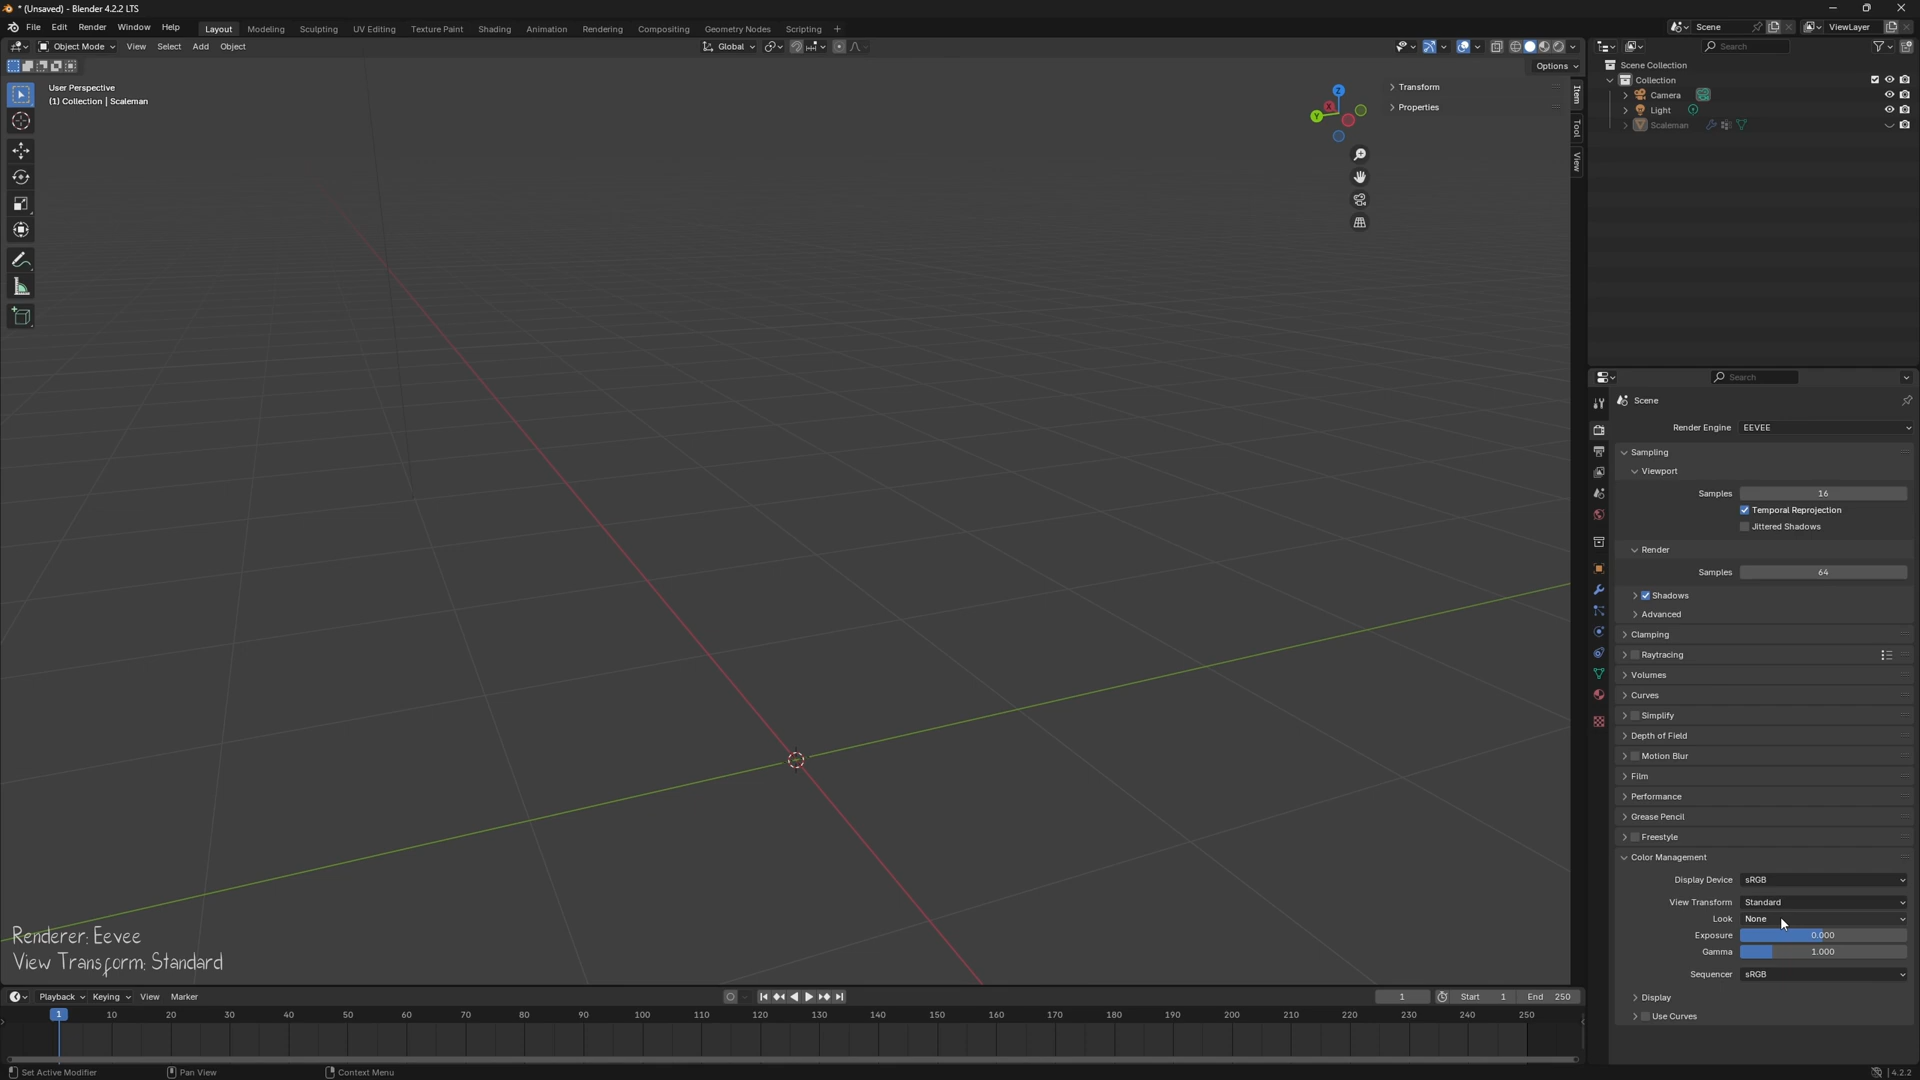 * (Unsaved) - Blender 4.2.2 LTS
File Edit Render Window Help Layout Modeling Sculpting UV Editing Texture Paint Shading Animation Rendering Compositing Geometry Nodes Scripting + Scene ViewLayer
Object Mode View Select Add Object Global Search
Options
User Perspective
(1) Collection | Scaleman
Transform
Properties
Item
Tool
View
Z
X
Y
Scene Collection
Collection
Camera
Light
Scaleman
Search
Scene
Render Engine EEVEE
Sampling
Viewport
Samples 16
Temporal Reprojection
Jittered Shadows
Render
Samples 64
Shadows
Advanced
Clamping
Raytracing
Volumes
Curves
Simplify
Depth of Field
Motion Blur
Film
Performance
Grease Pencil
Freestyle
Color Management
Display Device sRGB
View Transform Standard
Look None
Exposure 0.000
Gamma 1.000
Sequencer sRGB
Display
Use Curves
Renderer: Eevee
View Transform: Standard
Playback Keying View Marker 1 Start 1 End 250
1 10 20 30 40 50 60 70 80 90 100 110 120 130 140 150 160 170 180 190 200 210 220 230 240 250
Set Active Modifier Pan View Context Menu 4.2.2